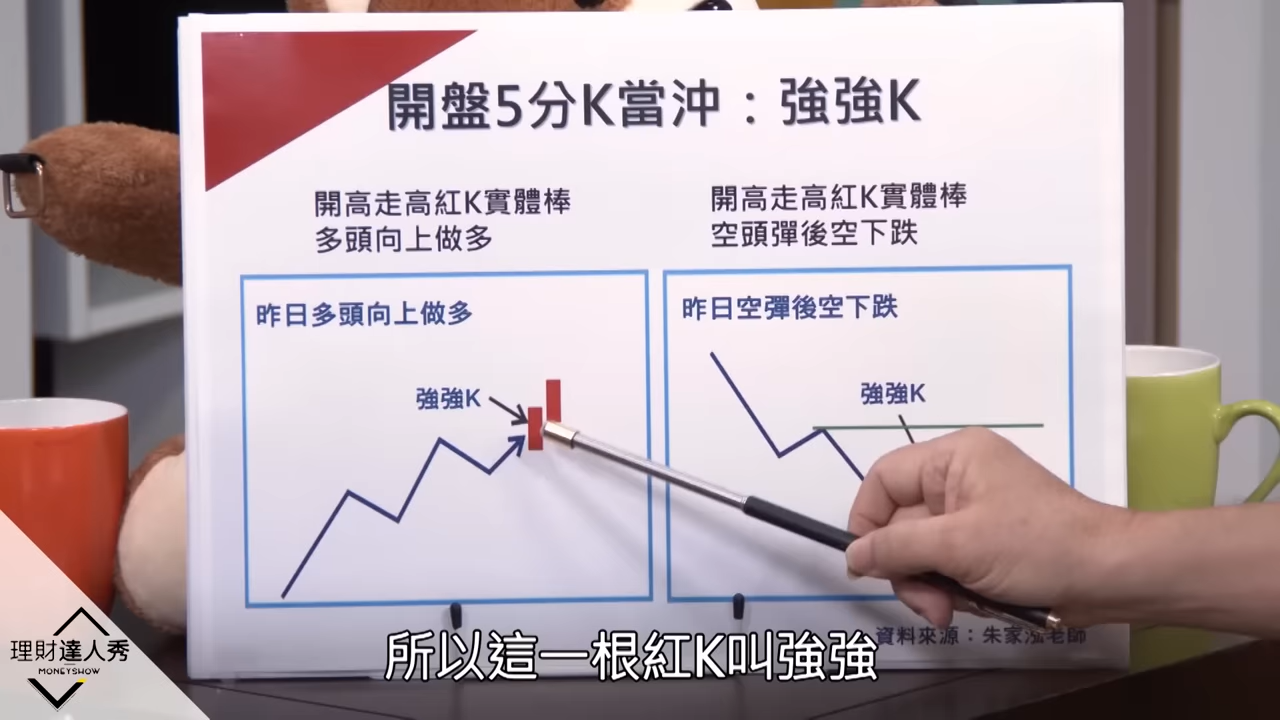 開盤5分K當沖：強強K
開高走高紅K實體棒
多頭向上做多
開高走高紅K實體棒
空頭彈後空下跌
昨日多頭向上做多
強強K
昨日空彈後空下跌
強強K
資料來源：朱家泓老師
所以這一根紅K叫強強
理財達人秀
MONEYSHOW